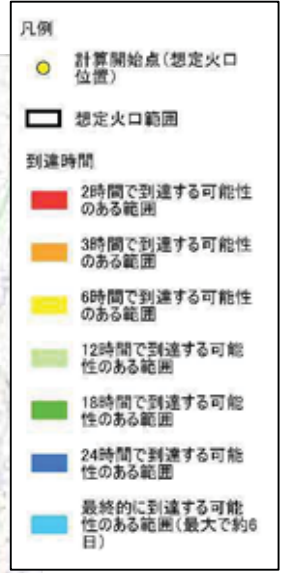 凡例
計算開始点(想定火口
位置)
想定火口範囲
到達時間
2時間で到達する可能性
のある範囲
3時間で到達する可能性
のある範囲
6時間で到達する可能性
のある範囲
12時間で到達する可能
性のある範囲
18時間で到達する可能
性のある範囲
24時間で到達する可能
性のある範囲
最終的に到達する可能
性のある範囲(最大で約6
日)